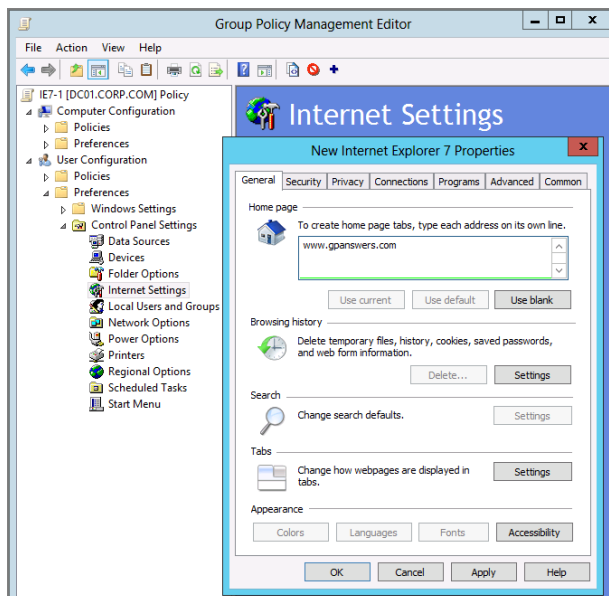 Group Policy Management Editor
File Action View Help
IE7-1 [DC01.CORP.COM] Policy
Computer Configuration
Policies
Preferences
User Configuration
Policies
Preferences
Windows Settings
Control Panel Settings
Data Sources
Devices
Folder Options
Internet Settings
Local Users and Groups
Network Options
Power Options
Printers
Regional Options
Scheduled Tasks
Start Menu
Internet Settings
New Internet Explorer 7 Properties
x
General Security Privacy Connections Programs Advanced Common
Home page
To create home page tabs, type each address on its own line.
www.gpanswers.com
Use current Use default Use blank
Browsing history
Delete temporary files, history, cookies, saved passwords,
and web form information.
Delete... Settings
Search
Change search defaults. Settings
Tabs
Change how webpages are displayed in Settings
tabs.
Appearance
Colors Languages Fonts Accessibility
OK Cancel Apply Help